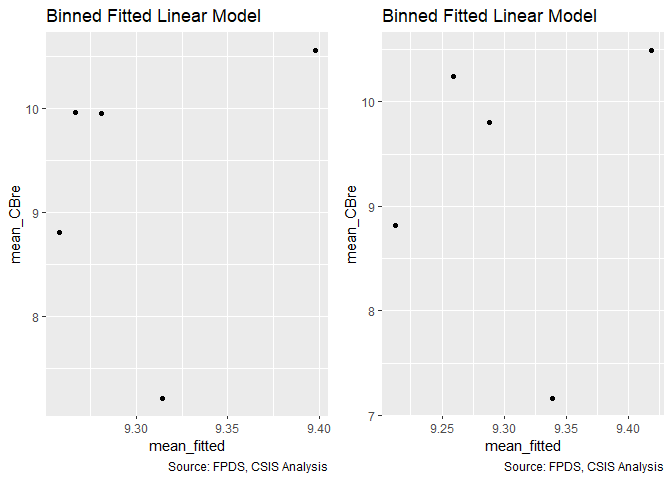 Binned Fitted Linear Model
mean_CBre
10
9
8
9.30 9.35 9.40
mean_fitted
Source: FPDS, CSIS Analysis
Binned Fitted Linear Model
mean_CBre
10
9
8
7
9.25 9.30 9.35 9.40
mean_fitted
Source: FPDS, CSIS Analysis